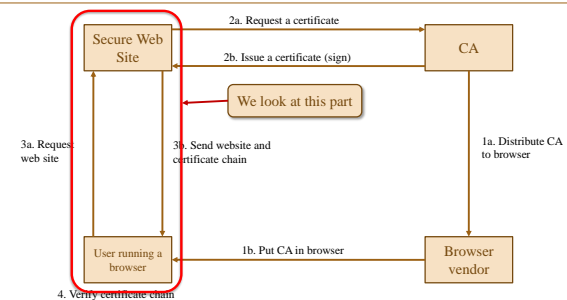 2a. Request a certificate
Secure Web
Site
CA
2b. Issue a certificate (sign)
We look at this part
3a. Request
web site
3b. Send website and
certificate chain
1a. Distribute CA
to browser
User running a
browser
1b. Put CA in browser
Browser
vendor
4. Verify certificate chain